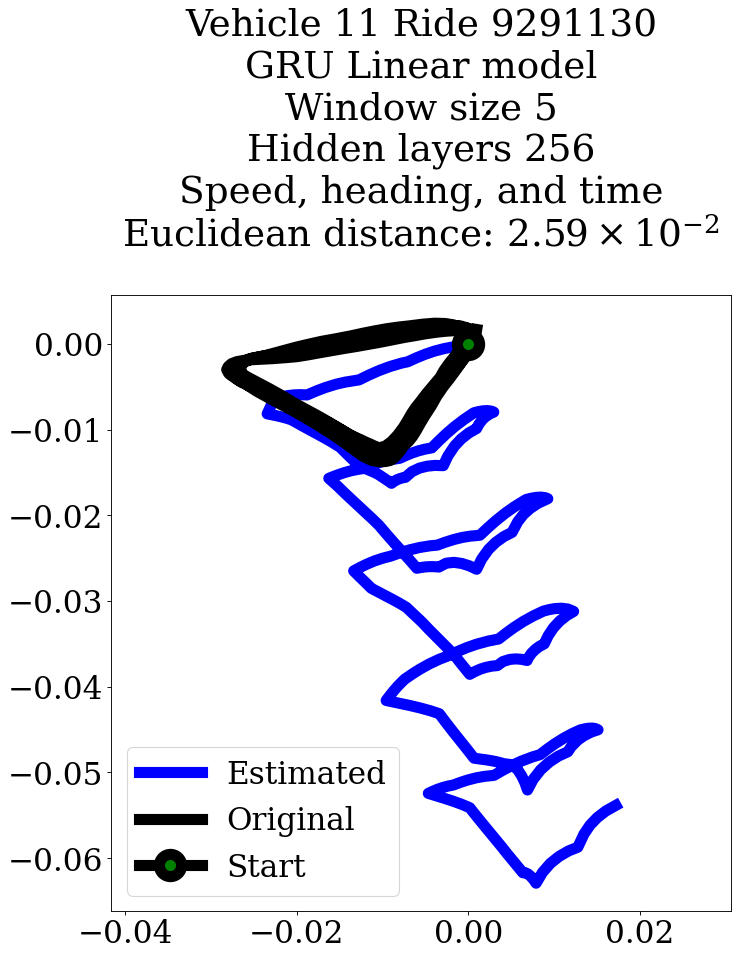 Vehicle 11 Ride 9291130
GRU Linear model
Window size 5
Hidden layers 256
Speed, heading, and time
Euclidean distance: 2.59 × 10⁻²
0.00
−0.01
−0.02
−0.03
−0.04
−0.05
−0.06
Estimated
Original
Start
−0.04 −0.02 0.00 0.02